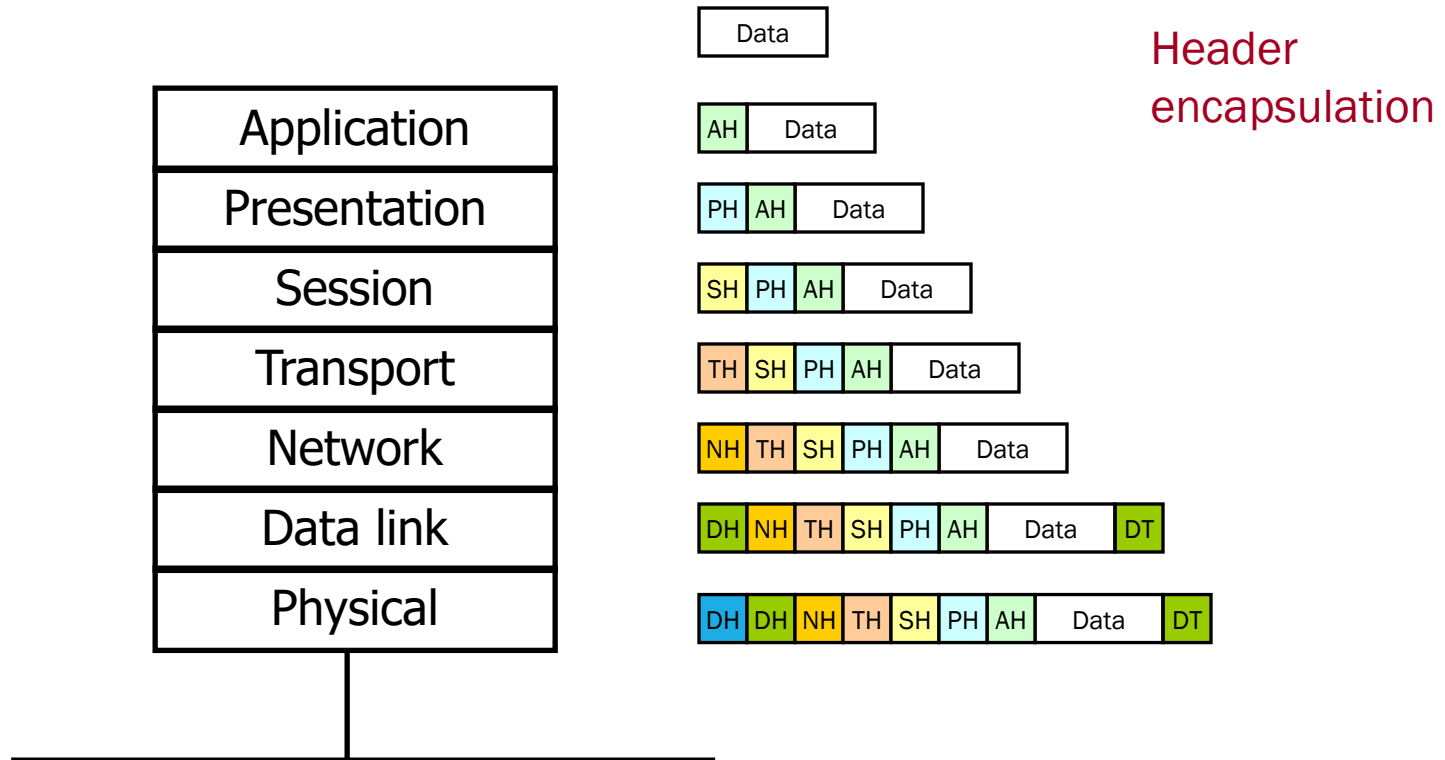 Data
Header
encapsulation
Application
AH Data
Presentation
PH AH Data
Session
SH PH AH Data
Transport
TH SH PH AH Data
Network
NH TH SH PH AH Data
Data link
DH NH TH SH PH AH Data DT
Physical
DH DH NH TH SH PH AH Data DT